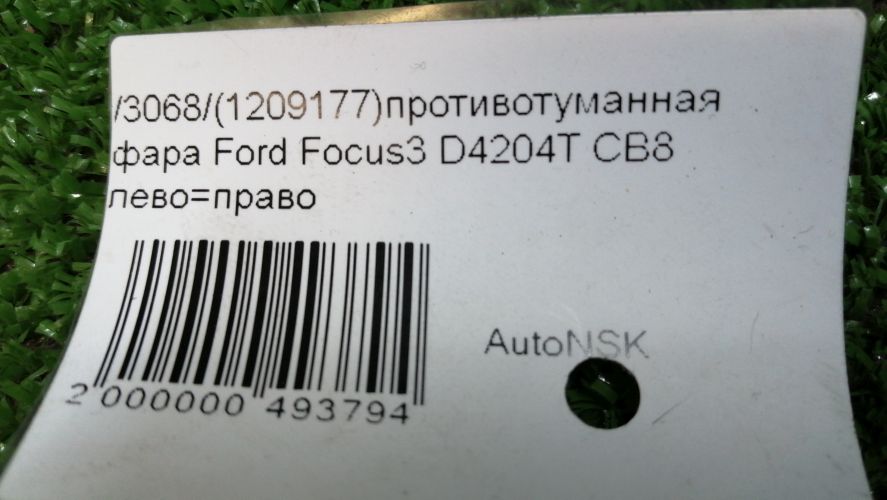 /3068/(1209177)противотуманная
фара Ford Focus3 D4204T CB8
лево=право
AutoNSK
2 000000 493794